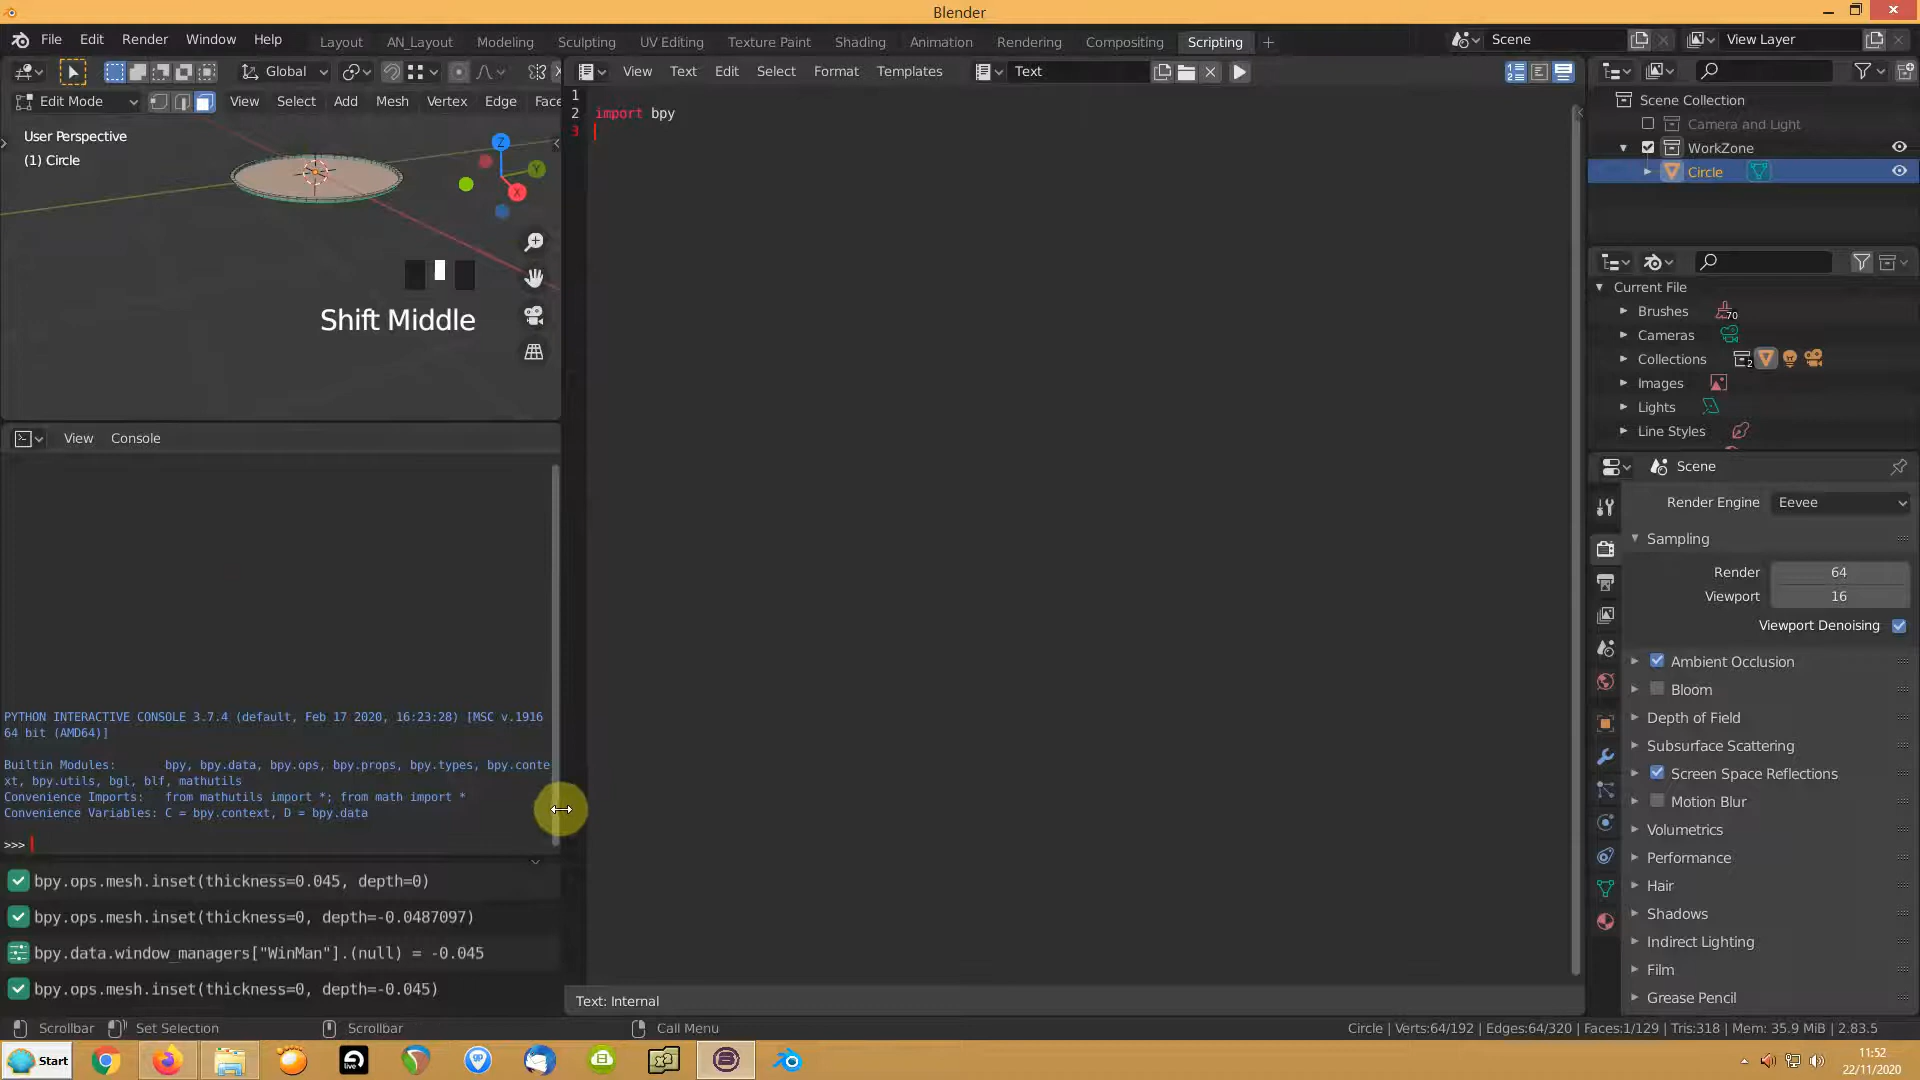 Blender
File Edit Render Window Help
Layout AN_Layout Modeling Sculpting UV Editing Texture Paint Shading Animation Rendering Compositing Scripting
Scene
View Layer
Global
View Text Edit Select Format Templates
Text
Edit Mode
View Select Add Mesh Vertex Edge Face
User Perspective
(1) Circle
Z
Y
X
Shift Middle
1
2 import bpy
3
Scene Collection
Camera and Light
WorkZone
Circle
Current File
Brushes 70
Cameras
Collections 2
Images
Lights
Line Styles
View Console
PYTHON INTERACTIVE CONSOLE 3.7.4 (default, Feb 17 2020, 16:23:28) [MSC v.1916
64 bit (AMD64)]
Builtin Modules: bpy, bpy.data, bpy.ops, bpy.props, bpy.types, bpy.conte
xt, bpy.utils, bgl, blf, mathutils
Convenience Imports: from mathutils import *; from math import *
Convenience Variables: C = bpy.context, D = bpy.data
>>>
bpy.ops.mesh.inset(thickness=0.045, depth=0)
bpy.ops.mesh.inset(thickness=0, depth=-0.0487097)
bpy.data.window_managers["WinMan"].(null) = -0.045
bpy.ops.mesh.inset(thickness=0, depth=-0.045)
Text: Internal
Scene
Render Engine Eevee
Sampling
Render 64
Viewport 16
Viewport Denoising
Ambient Occlusion
Bloom
Depth of Field
Subsurface Scattering
Screen Space Reflections
Motion Blur
Volumetrics
Performance
Hair
Shadows
Indirect Lighting
Film
Grease Pencil
Scrollbar Set Selection Scrollbar Call Menu
Circle | Verts:64/192 | Edges:64/320 | Faces:1/129 | Tris:318 | Mem: 35.9 MiB | 2.83.5
Start
live
11:52
22/11/2020